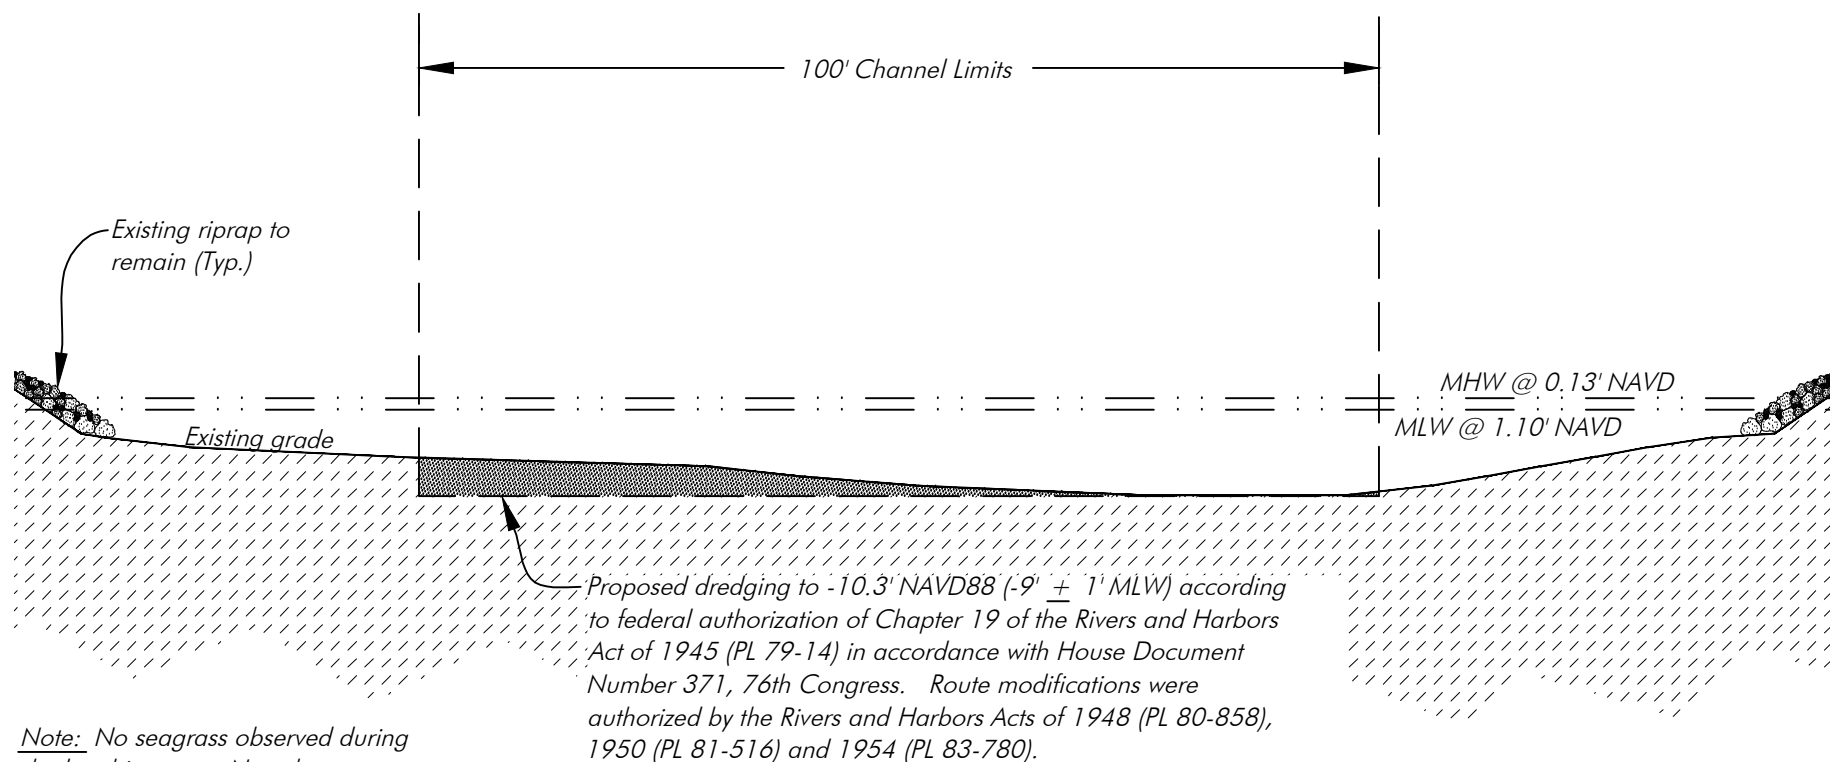 100' Channel Limits
Existing riprap to
remain (Typ.)
MHW @ 0.13' NAVD
MLW @ 1.10' NAVD
Existing grade
Proposed dredging to -10.3' NAVD88 (-9' ± 1' MLW) according
to federal authorization of Chapter 19 of the Rivers and Harbors
Act of 1945 (PL 79-14) in accordance with House Document
Number 371, 76th Congress. Route modifications were
authorized by the Rivers and Harbors Acts of 1948 (PL 80-858),
1950 (PL 81-516) and 1954 (PL 83-780).
Note: No seagrass observed during